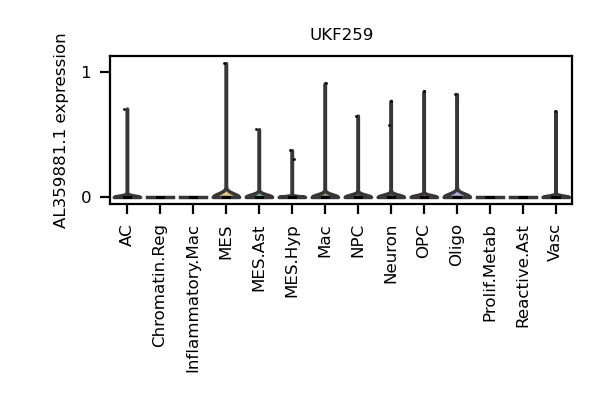 UKF259
AL359881.1 expression
1
0
AC
Chromatin.Reg
Inflammatory.Mac
MES
MES.Ast
MES.Hyp
Mac
NPC
Neuron
OPC
Oligo
Prolif.Metab
Reactive.Ast
Vasc